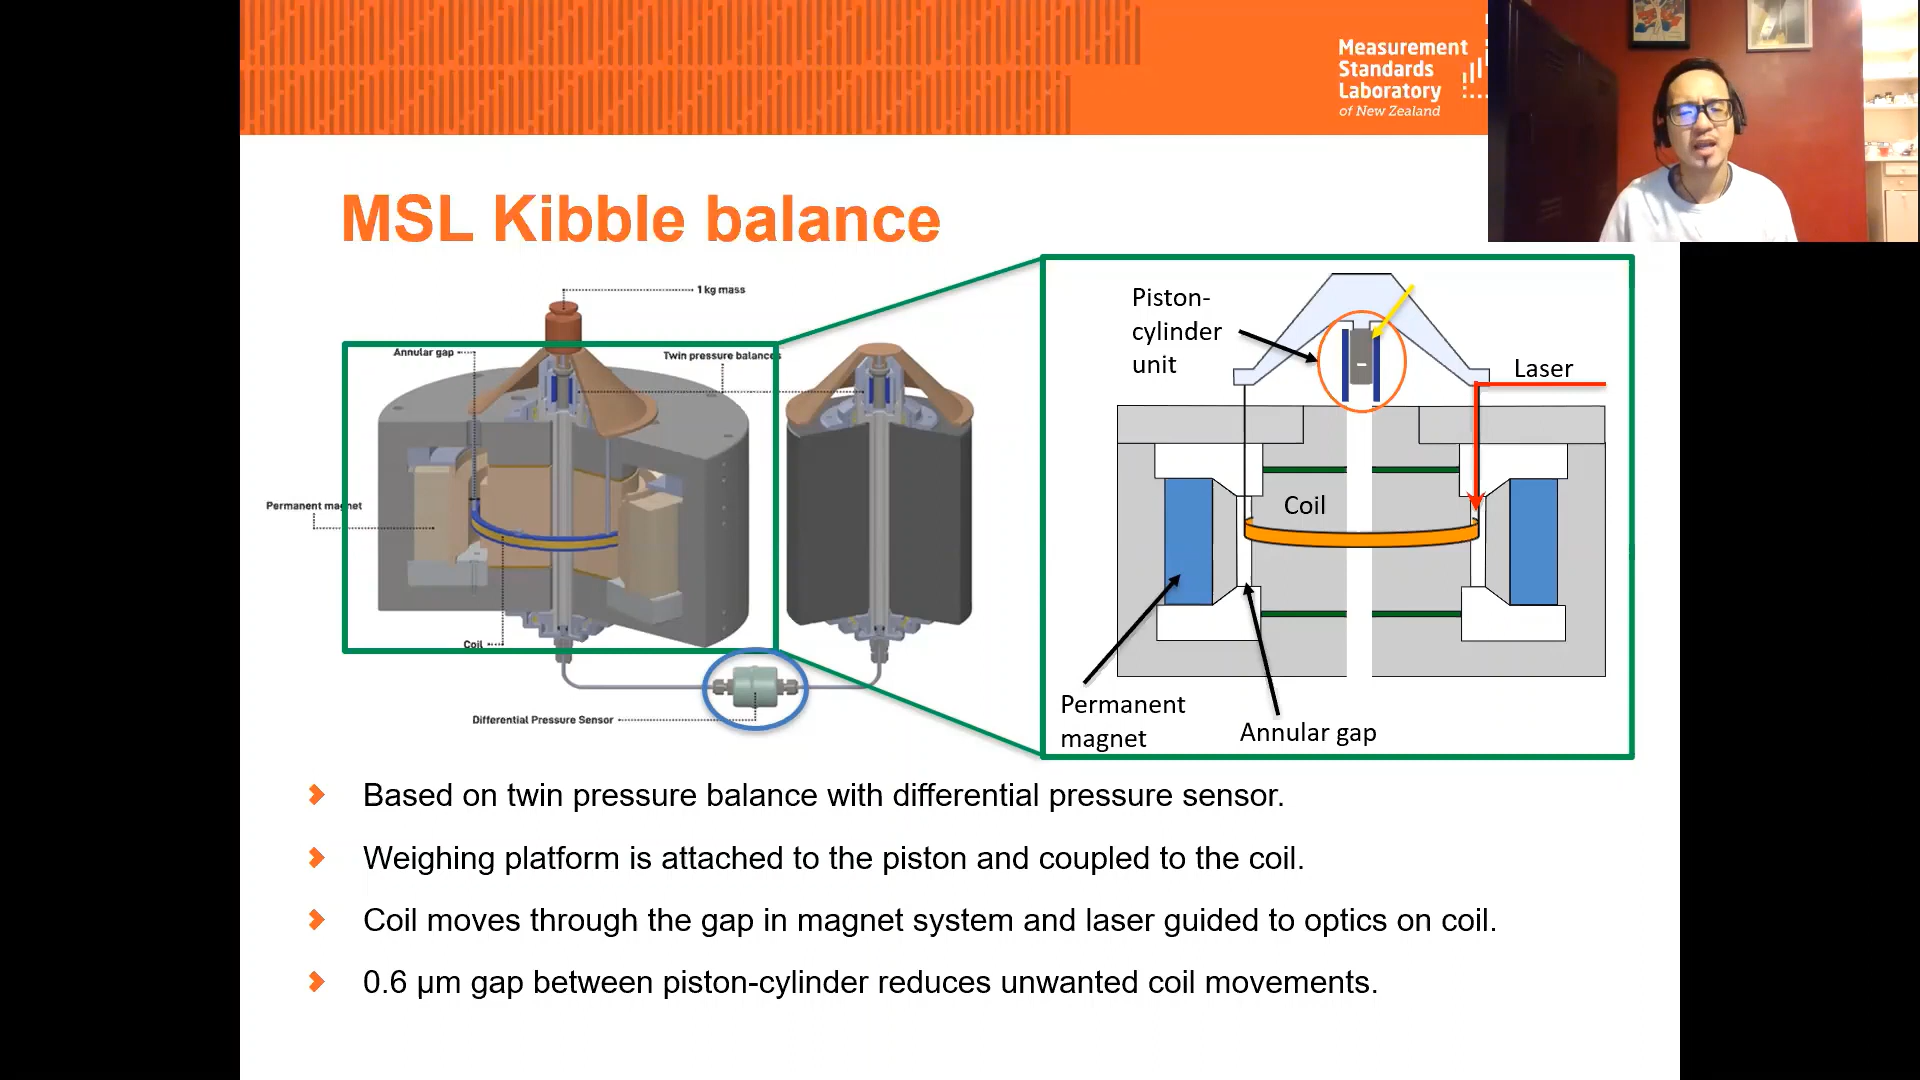 Measurement
Standards
Laboratory
of New Zealand
MSL Kibble balance
1 kg mass
Annular gap
Twin pressure balances
Permanent magnet
Coil
Differential Pressure Sensor
Piston-
cylinder
unit
Laser
Coil
Permanent
magnet
Annular gap
Based on twin pressure balance with differential pressure sensor.
Weighing platform is attached to the piston and coupled to the coil.
Coil moves through the gap in magnet system and laser guided to optics on coil.
0.6 µm gap between piston-cylinder reduces unwanted coil movements.